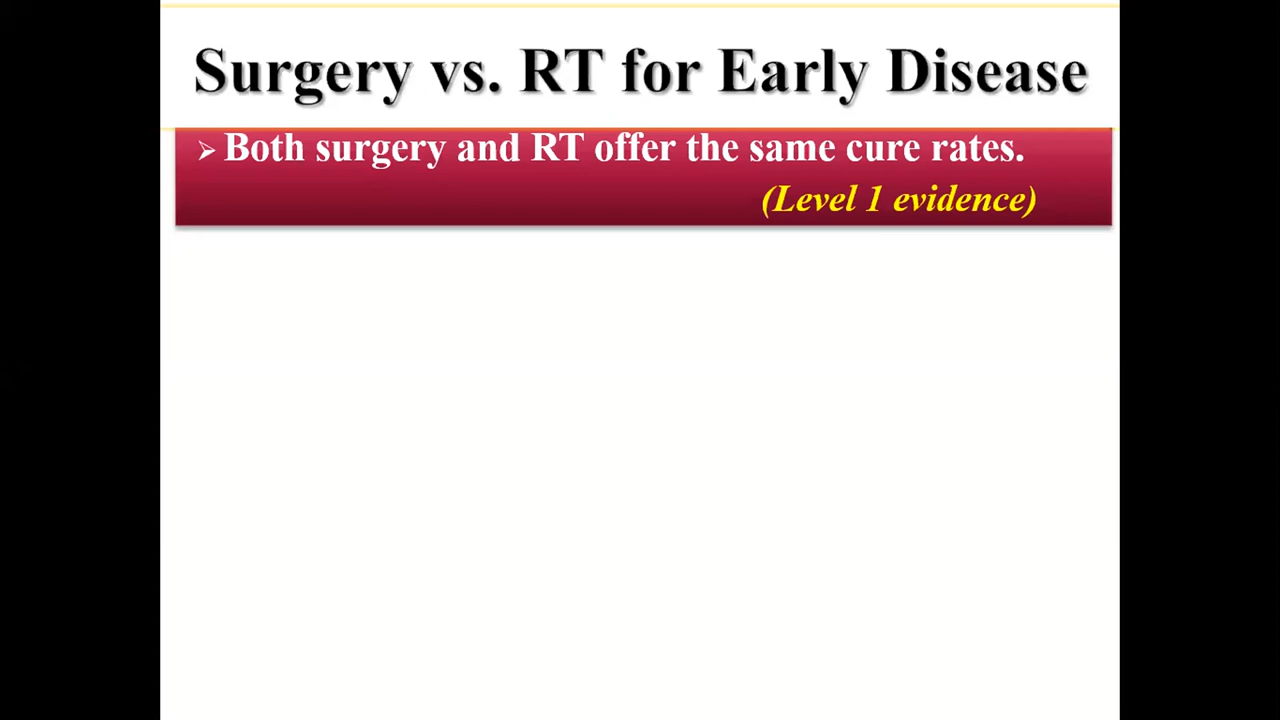 Surgery vs. RT for Early Disease
➢ Both surgery and RT offer the same cure rates.
(Level 1 evidence)